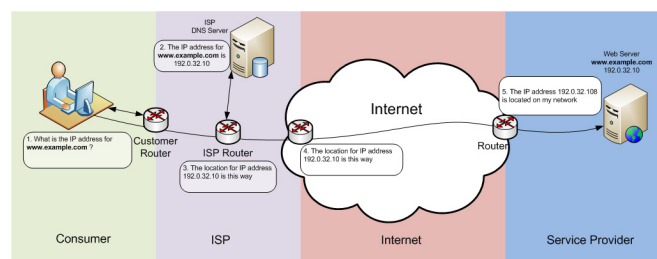 ISP
DNS Server
2. The IP address for
www.example.com is
192.0.32.10
Web Server
www.example.com
192.0.32.10
Internet
5. The IP address 192.0.32.108
is located on my network
1. What is the IP address for
www.example.com ?
Customer
Router
ISP Router
3. The location for IP address
192.0.32.10 is this way
4. The location for IP address
192.0.32.10 is this way
Router
Consumer
ISP
Internet
Service Provider